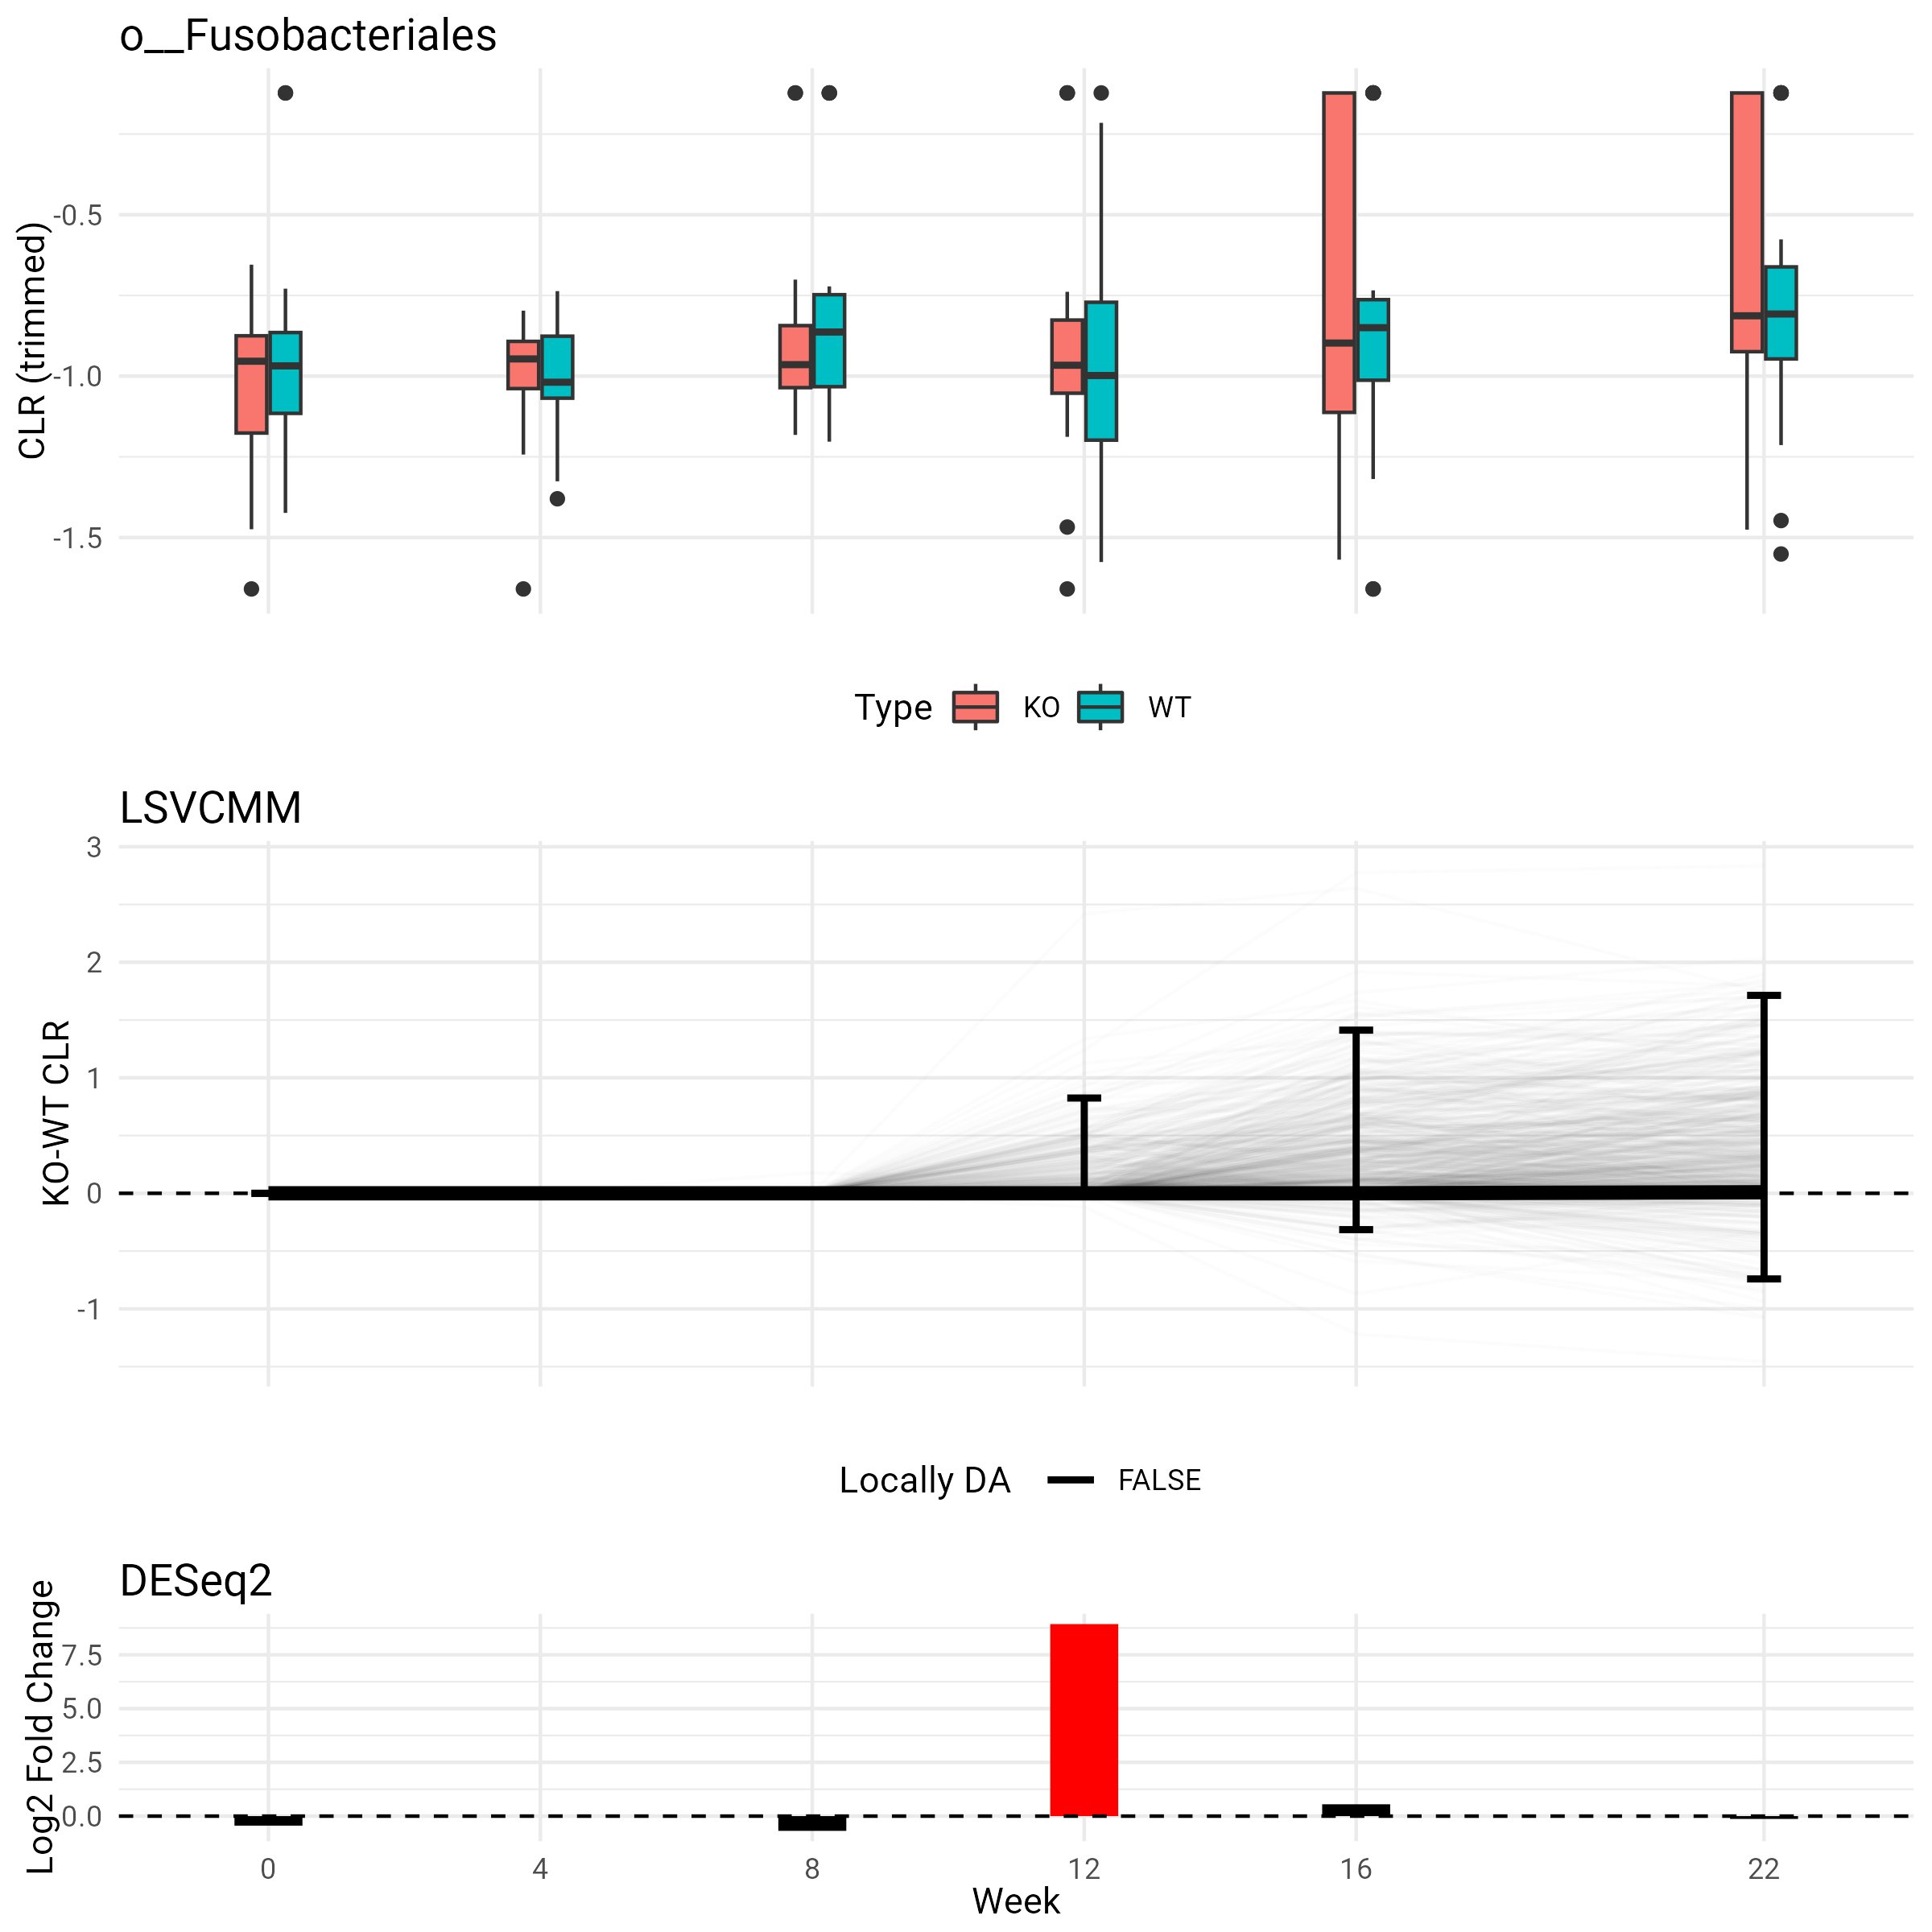 o__Fusobacteriales
CLR (trimmed)
-0.5
-1.0
-1.5
Type KO WT
LSVCMM
KO-WT CLR
3
2
1
0
-1
Locally DA FALSE
DESeq2
Log2 Fold Change
7.5
5.0
2.5
0.0
0 4 8 12 16 22
Week